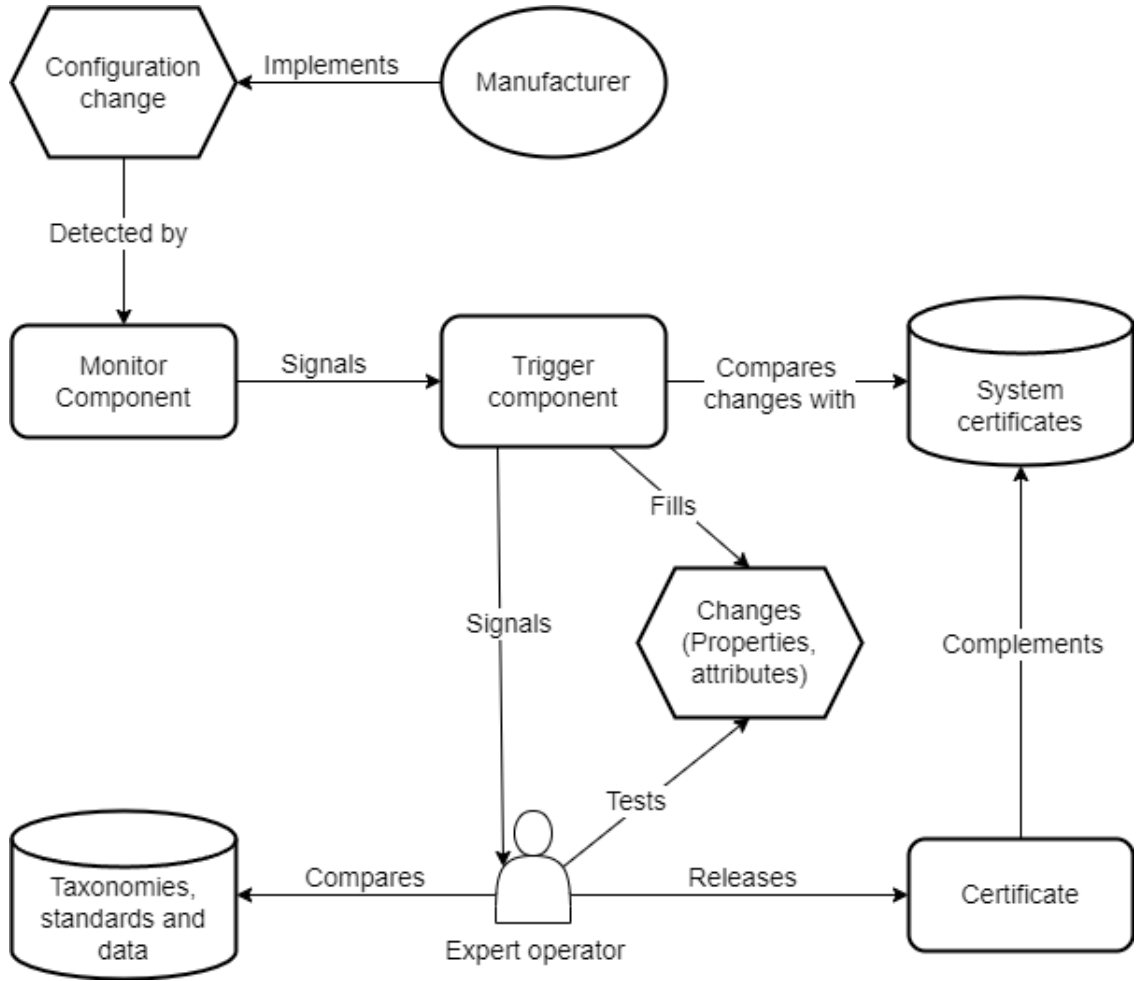 Configuration
change
Implements
Manufacturer
Detected by
Monitor
Component
Signals
Trigger
component
Compares
changes with
System
certificates
Fills
Signals
Changes
(Properties,
attributes)
Complements
Tests
Taxonomies,
standards and
data
Compares
Expert operator
Releases
Certificate